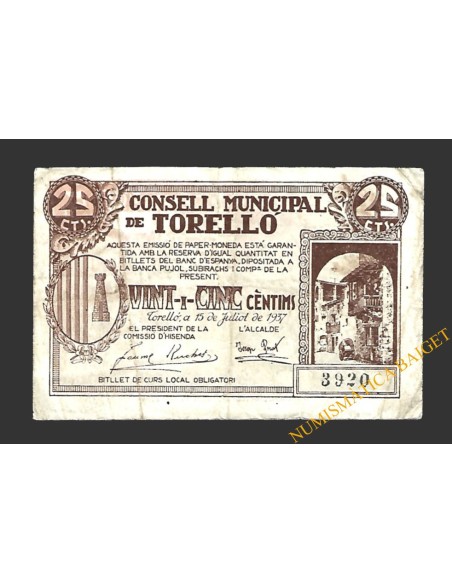 25 CTS
CONSELL MUNICIPAL
DE TORELLÓ
25 CTS
AQUESTA EMISSIO DE PAPER-MONEDA ESTÀ GARAN-
TIDA AMB LA RESERVA D'IGUAL QUANTITAT EN
BITLLETS DEL BANC D'ESPANYA, DIPOSITADA A
LA BANCA PUJOL, SUBIRACHS I COMPª. DE LA
PRESENT.
VINT-I-CINC CÈNTIMS
Torelló, a 15 de Juliol de 1937
EL PRESIDENT DE LA
COMISSIO D'HISENDA
L'ALCALDE
BITLLET DE CURS LOCAL OBLIGATORI
3920
NUMISMATICA BAIGET